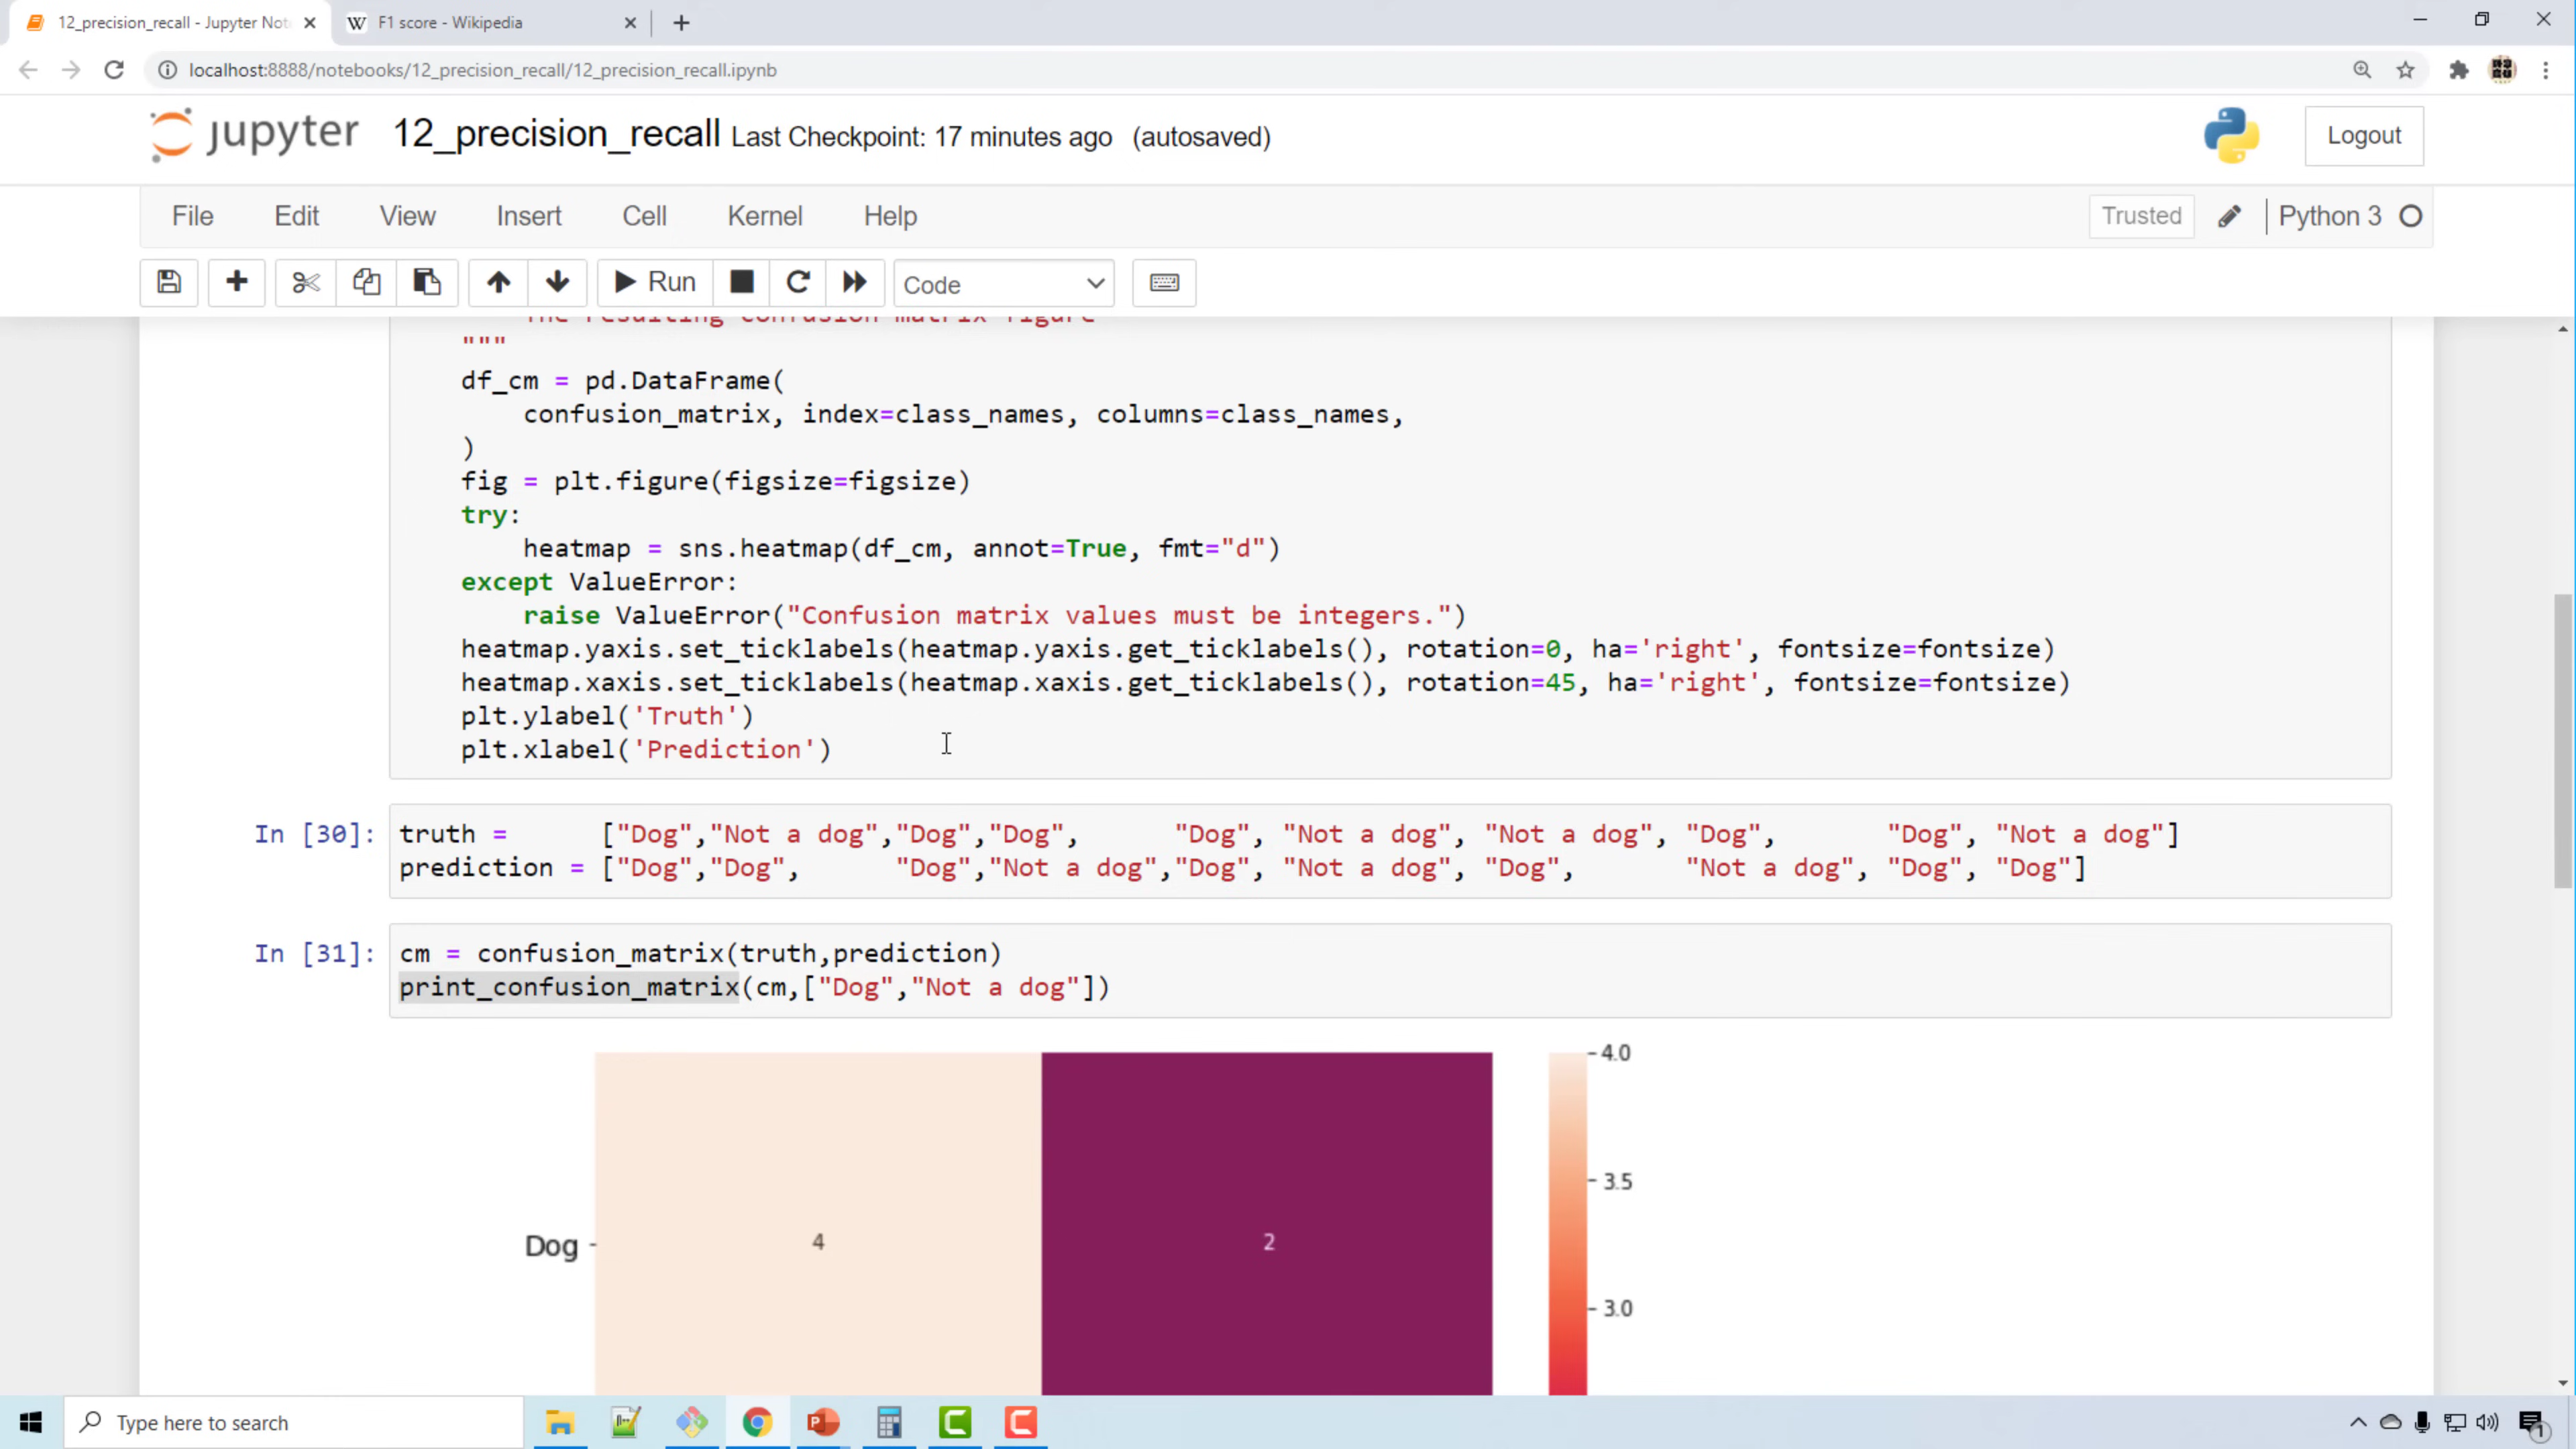 12_precision_recall - Jupyter Not
F1 score - Wikipedia
localhost:8888/notebooks/12_precision_recall/12_precision_recall.ipynb
jupyter 12_precision_recall Last Checkpoint: 17 minutes ago (autosaved)
Logout
File Edit View Insert Cell Kernel Help
Trusted Python 3
Run Code
The resulting confusion matrix figure
"""
df_cm = pd.DataFrame(
confusion_matrix, index=class_names, columns=class_names,
)
fig = plt.figure(figsize=figsize)
try:
heatmap = sns.heatmap(df_cm, annot=True, fmt="d")
except ValueError:
raise ValueError("Confusion matrix values must be integers.")
heatmap.yaxis.set_ticklabels(heatmap.yaxis.get_ticklabels(), rotation=0, ha='right', fontsize=fontsize)
heatmap.xaxis.set_ticklabels(heatmap.xaxis.get_ticklabels(), rotation=45, ha='right', fontsize=fontsize)
plt.ylabel('Truth')
plt.xlabel('Prediction')
In [30]: truth = ["Dog","Not a dog","Dog","Dog", "Dog", "Not a dog", "Not a dog", "Dog", "Dog", "Not a dog"]
prediction = ["Dog","Dog", "Dog","Not a dog","Dog", "Not a dog", "Dog", "Not a dog", "Dog", "Dog"]
In [31]: cm = confusion_matrix(truth,prediction)
print_confusion_matrix(cm,["Dog","Not a dog"])
4.0
3.5
Dog 4 2
3.0
Type here to search
1